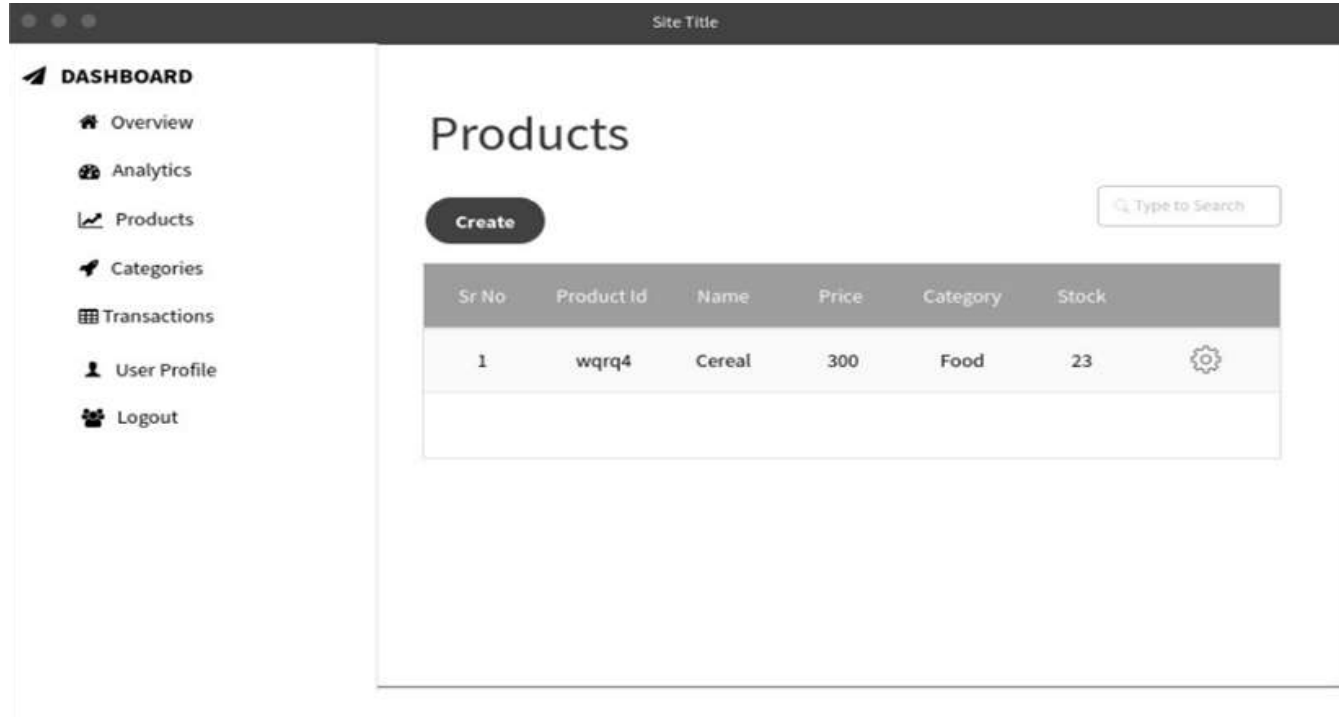 Site Title
DASHBOARD
Overview
Analytics
Products
Categories
Transactions
User Profile
Logout
Products
Create
Type to Search
Sr No Product Id Name Price Category Stock
1 wqrq4 Cereal 300 Food 23